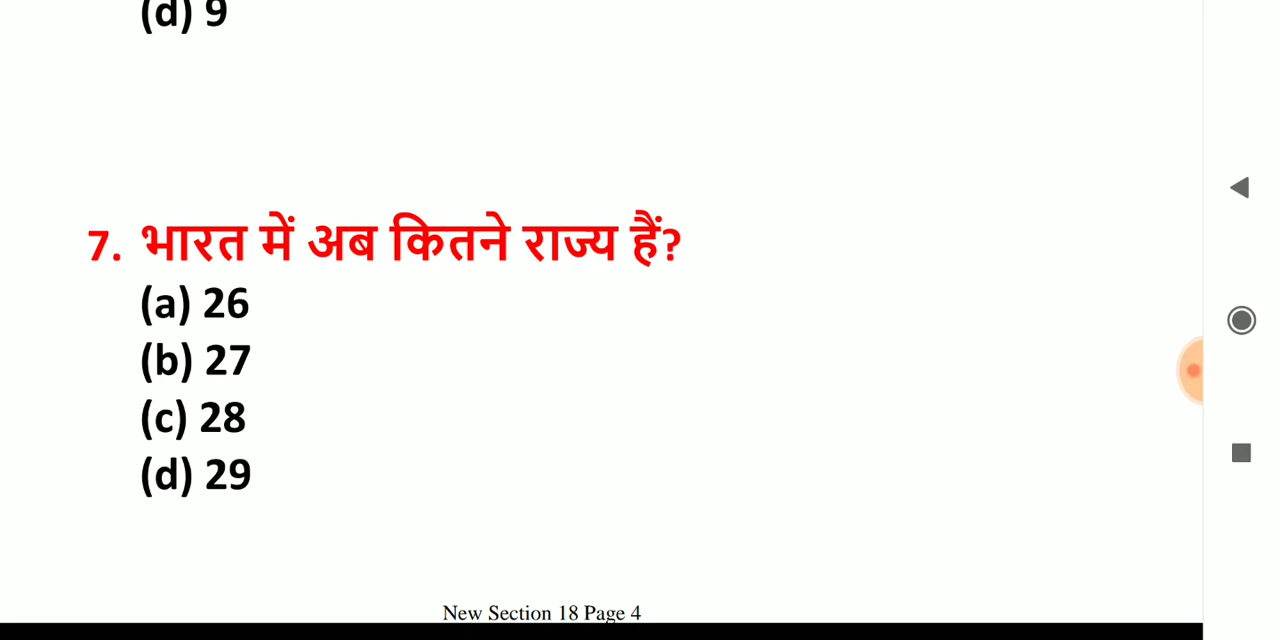 (d) 9
7. भारत में अब कितने राज्य हैं?
(a) 26
(b) 27
(c) 28
(d) 29
New Section 18 Page 4